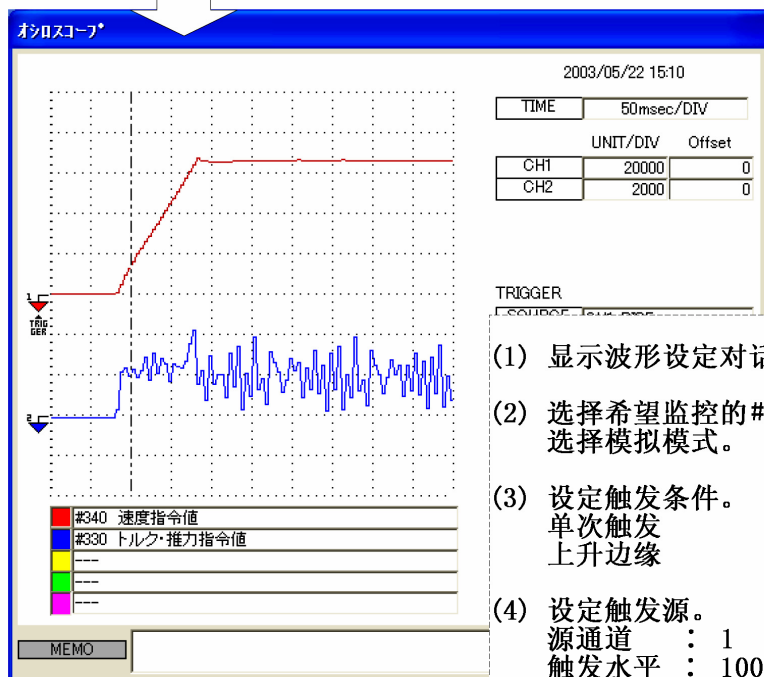 オシロスコープ
2003/05/22 15:10
TIME 50msec/DIV
UNIT/DIV Offset
CH1 20000 0
CH2 2000 0
TRIGGER
1
TRIG
GER
2
#340 速度指令値
#330 トルク・推力指令値
---
---
---
MEMO
(1) 显示波形设定对话
(2) 选择希望监控的#
选择模拟模式。
(3) 设定触发条件。
单次触发
上升边缘
(4) 设定触发源。
源通道 : 1
触发水平 : 100